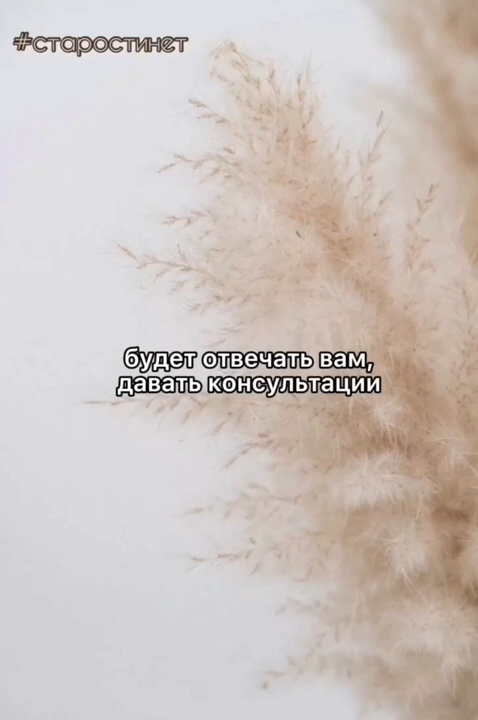 #старостинет
будет отвечать вам,
давать консультации